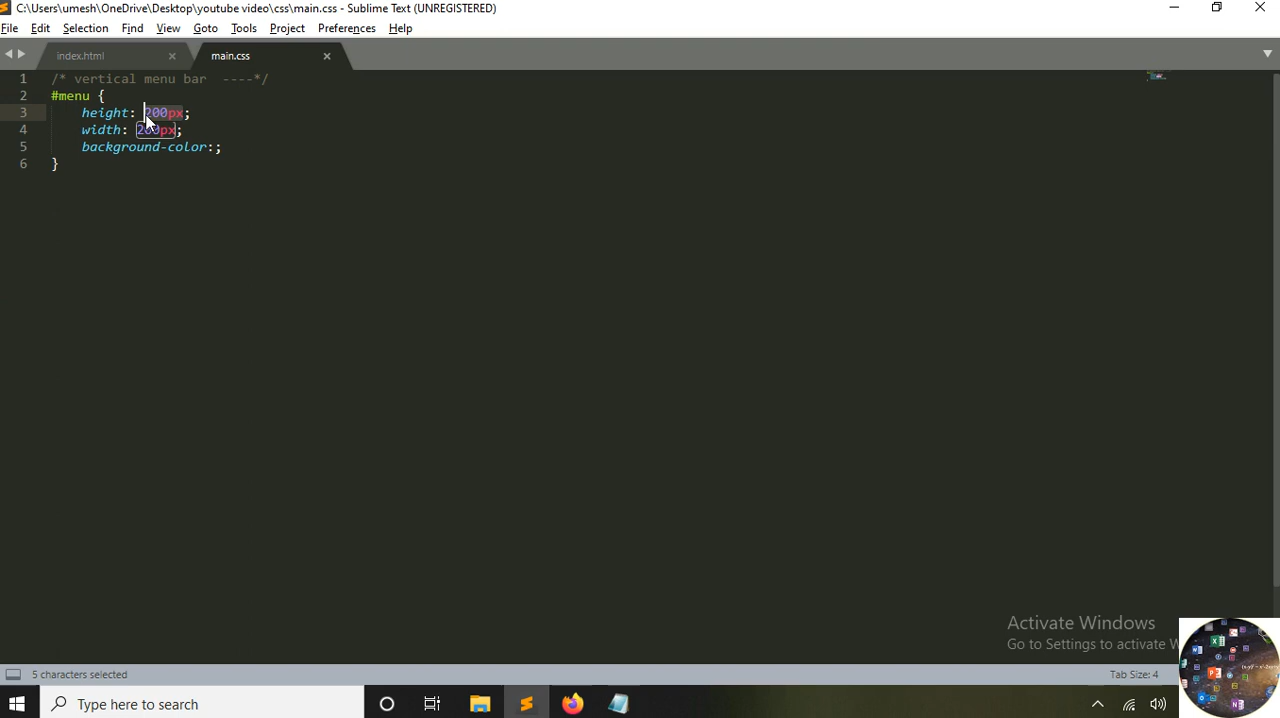 C:\Users\umesh\OneDrive\Desktop\youtube video\css\main.css - Sublime Text (UNREGISTERED)
File Edit Selection Find View Goto Tools Project Preferences Help
index.html main.css
1 /* vertical menu bar ----*/
2 #menu {
3 height: 200px;
4 width: 200px;
5 background-color:;
6 }
Activate Windows
Go to Settings to activate W
5 characters selected Tab Size: 4
Type here to search